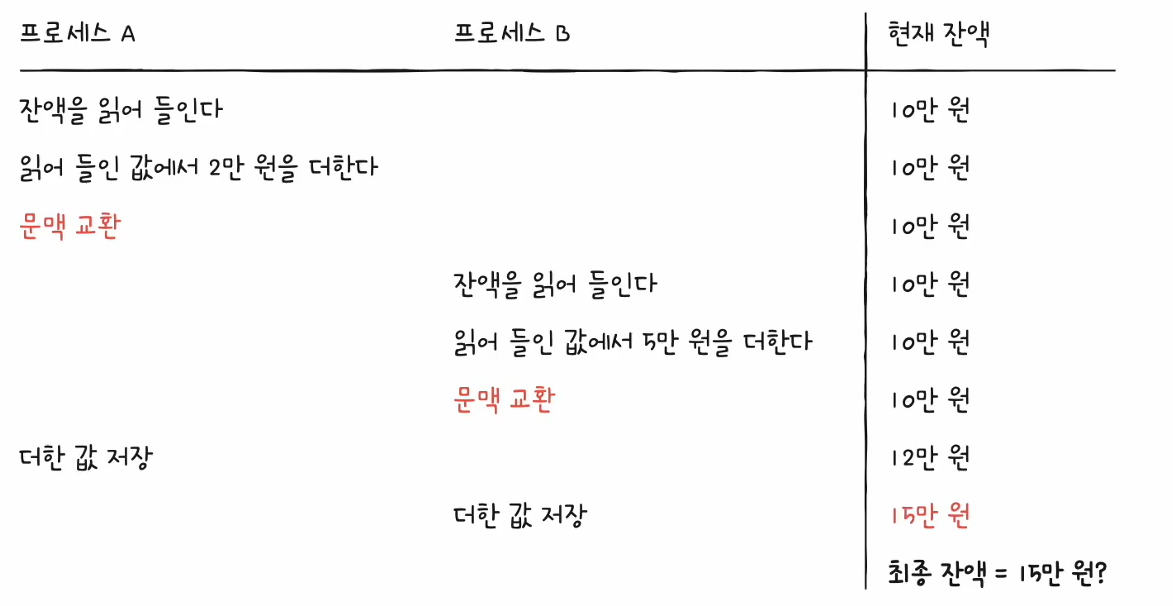 프로세스 A 프로세스 B 현재 잔액
잔액을 읽어 들인다 10만 원
읽어 들인 값에서 2만 원을 더한다 10만 원
문맥 교환 10만 원
잔액을 읽어 들인다 10만 원
읽어 들인 값에서 5만 원을 더한다 10만 원
문맥 교환 10만 원
더한 값 저장 12만 원
더한 값 저장 15만 원
최종 잔액 = 15만 원?